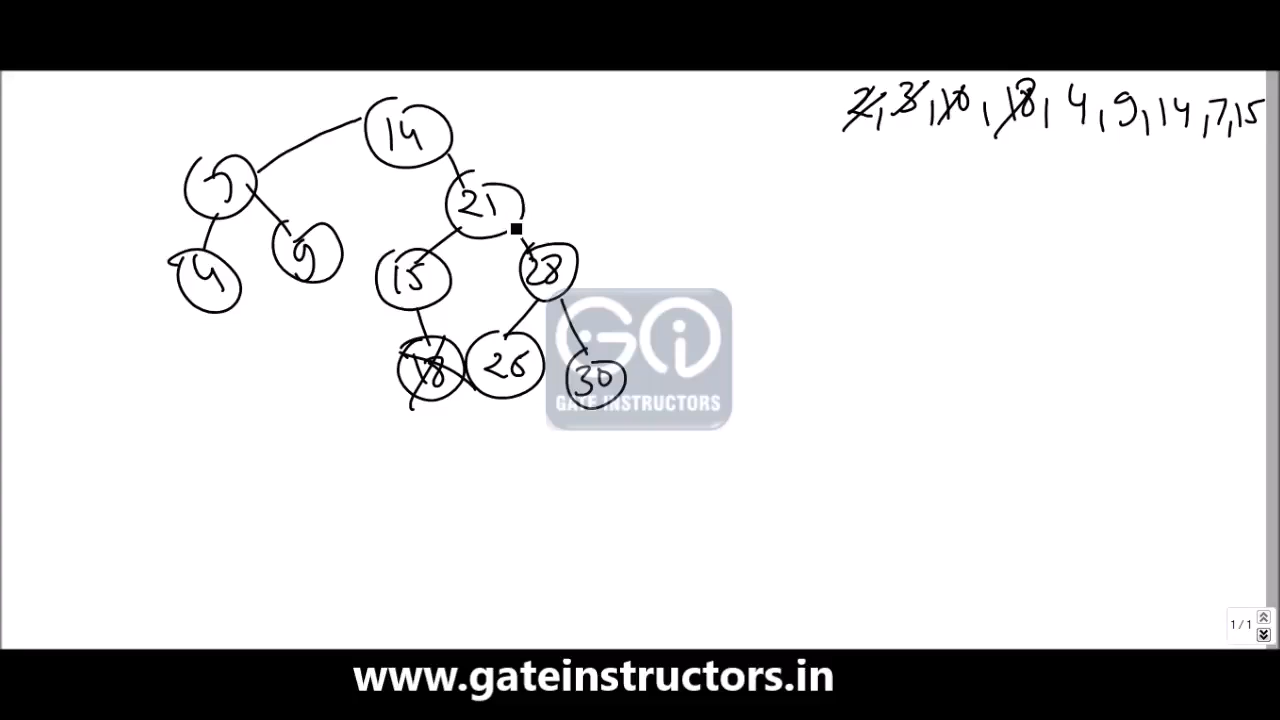 2, 3, 10, 18, 4, 9, 14, 7, 15
14
21
9
15
28
4
18
26
30
GI
GATE INSTRUCTORS
1 / 1
www.gateinstructors.in